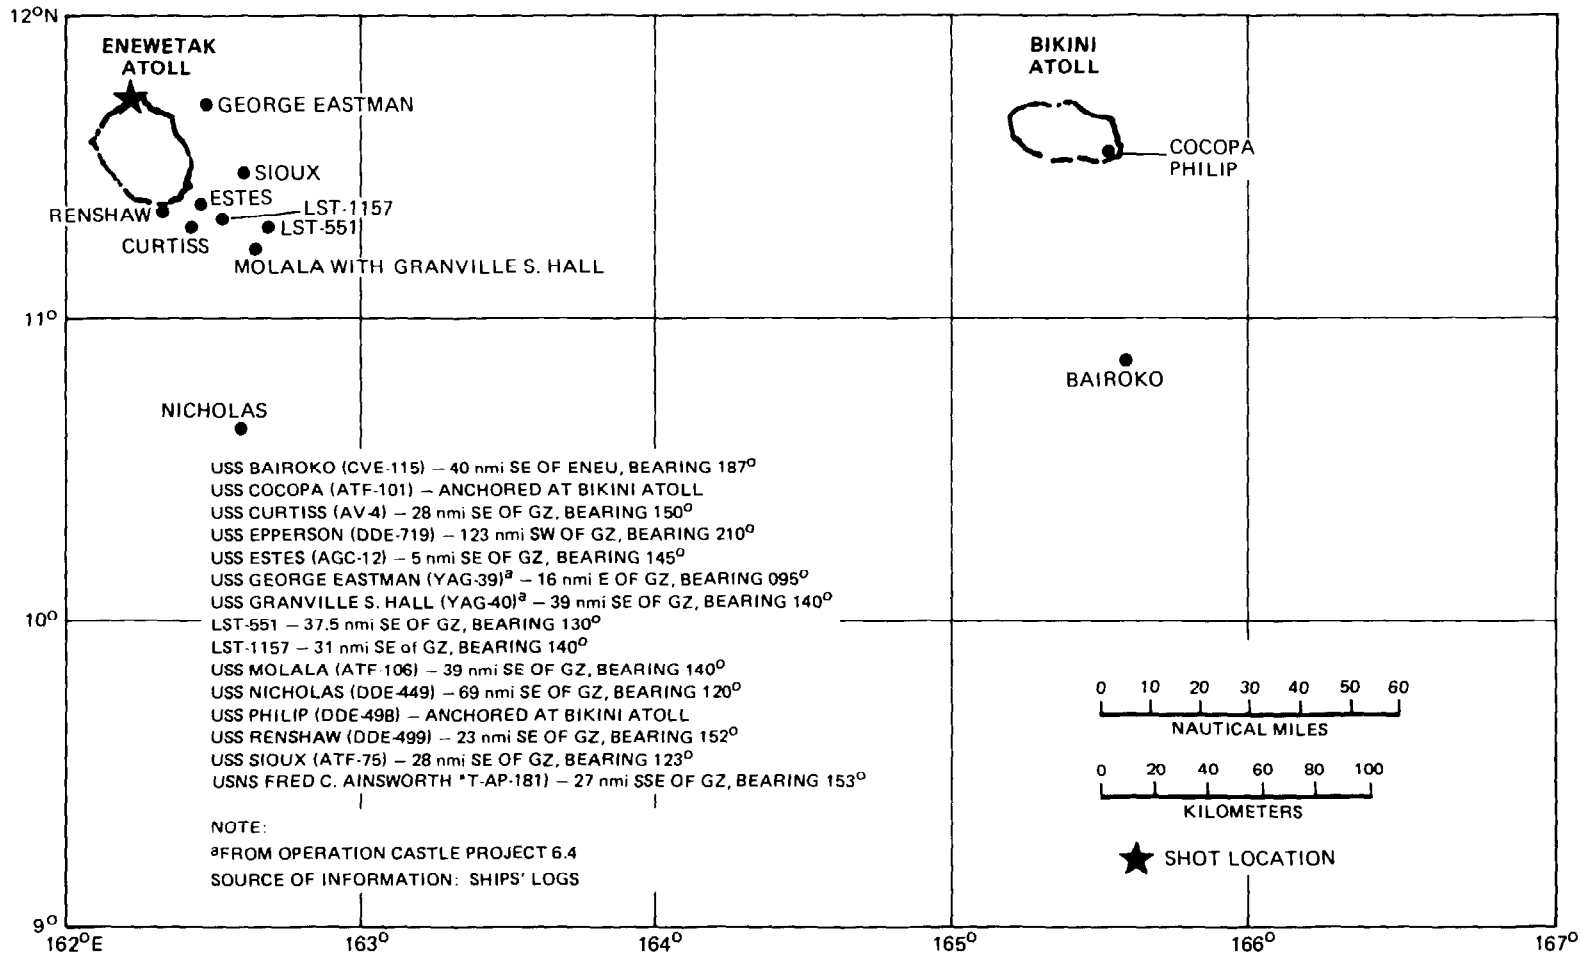 12°N
ENEWETAK
ATOLL
BIKINI
ATOLL
GEORGE EASTMAN
COCOPA
PHILIP
SIOUX
ESTES
LST-1157
RENSHAW
LST-551
CURTISS
MOLALA WITH GRANVILLE S. HALL
11°
BAIROKO
NICHOLAS
USS BAIROKO (CVE-115) – 40 nmi SE OF ENEU, BEARING 187°
USS COCOPA (ATF-101) – ANCHORED AT BIKINI ATOLL
USS CURTISS (AV-4) – 28 nmi SE OF GZ, BEARING 150°
USS EPPERSON (DDE-719) – 123 nmi SW OF GZ, BEARING 210°
USS ESTES (AGC-12) – 5 nmi SE OF GZ, BEARING 145°
USS GEORGE EASTMAN (YAG-39)ᵃ – 16 nmi E OF GZ, BEARING 095°
USS GRANVILLE S. HALL (YAG-40)ᵃ – 39 nmi SE OF GZ, BEARING 140°
10°
LST-551 – 37.5 nmi SE OF GZ, BEARING 130°
LST-1157 – 31 nmi SE of GZ, BEARING 140°
USS MOLALA (ATF-106) – 39 nmi SE OF GZ, BEARING 140°
USS NICHOLAS (DDE-449) – 69 nmi SE OF GZ, BEARING 120°
USS PHILIP (DDE-498) – ANCHORED AT BIKINI ATOLL
USS RENSHAW (DDE-499) – 23 nmi SE OF GZ, BEARING 152°
USS SIOUX (ATF-75) – 28 nmi SE OF GZ, BEARING 123°
USNS FRED C. AINSWORTH "T-AP-181) – 27 nmi SSE OF GZ, BEARING 153°
NOTE:
ᵃFROM OPERATION CASTLE PROJECT 6.4
SOURCE OF INFORMATION: SHIPS' LOGS
0 10 20 30 40 50 60
NAUTICAL MILES
0 20 40 60 80 100
KILOMETERS
SHOT LOCATION
9°
162°E 163° 164° 165° 166° 167°